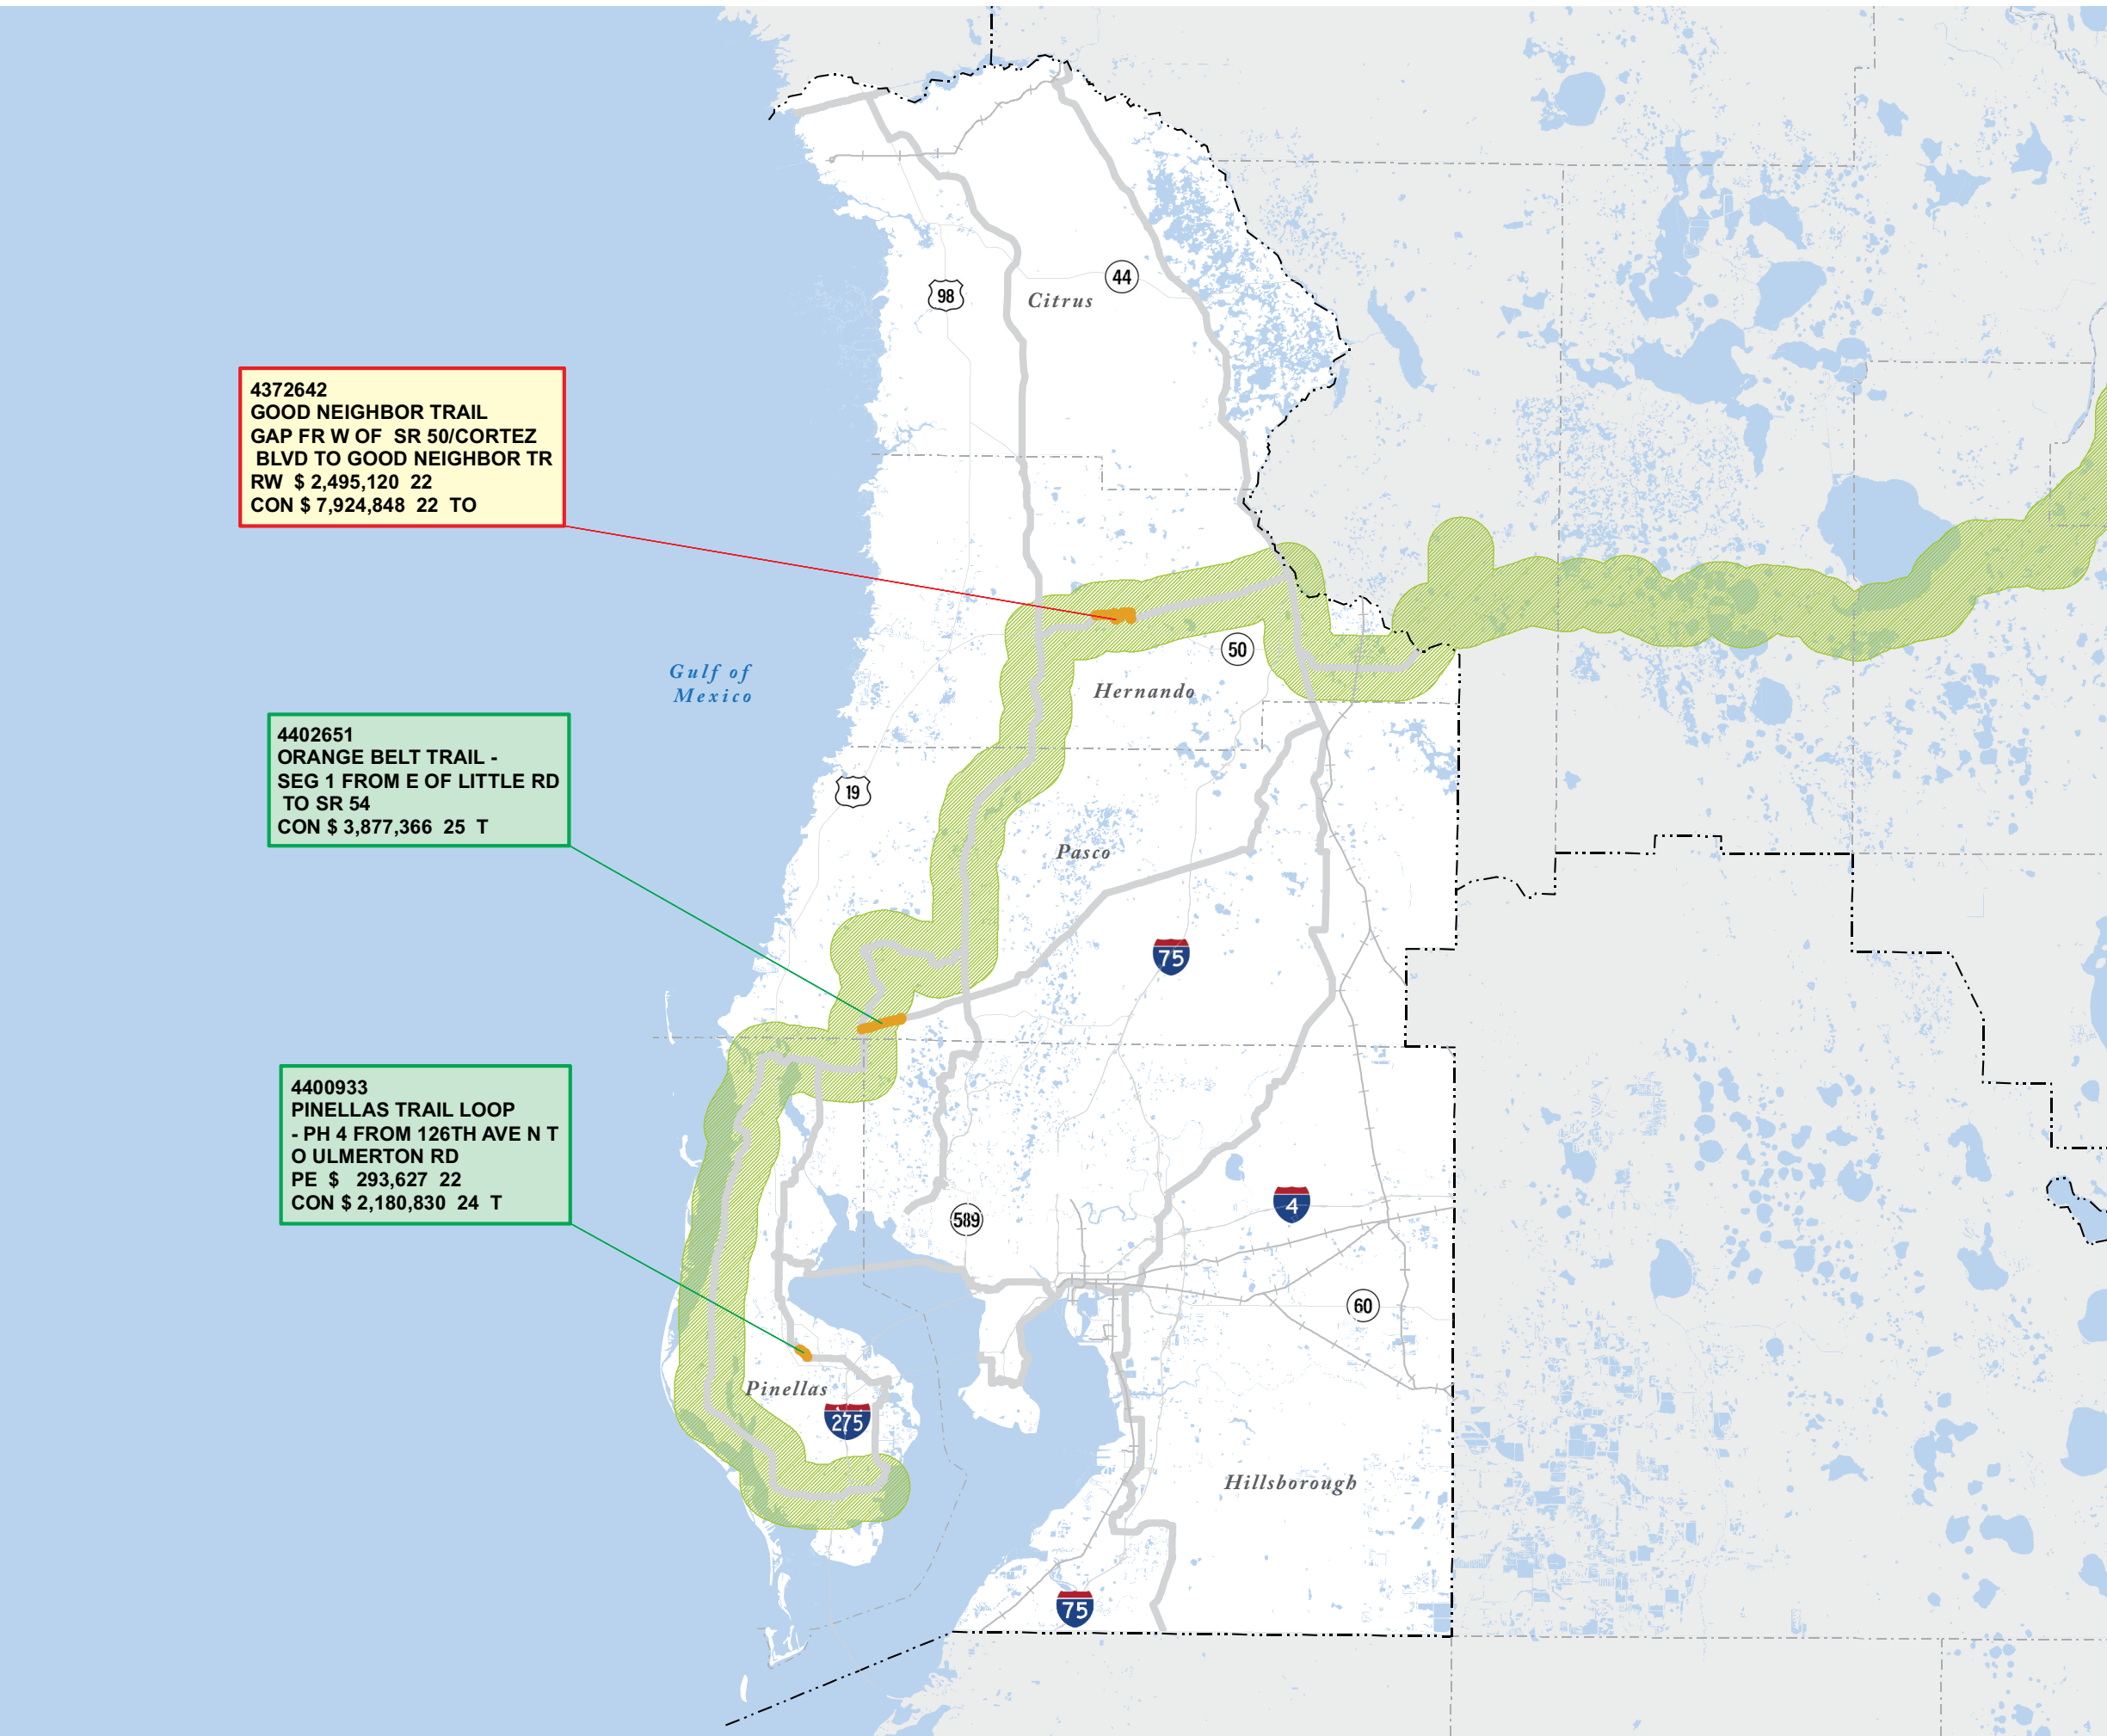 98
44
Citrus
4372642
GOOD NEIGHBOR TRAIL
GAP FR W OF SR 50/CORTEZ
BLVD TO GOOD NEIGHBOR TR
RW $ 2,495,120 22
CON $ 7,924,848 22 TO
50
Gulf of
Mexico
Hernando
4402651
ORANGE BELT TRAIL -
SEG 1 FROM E OF LITTLE RD
TO SR 54
CON $ 3,877,366 25 T
19
Pasco
75
4400933
PINELLAS TRAIL LOOP
- PH 4 FROM 126TH AVE N T
O ULMERTON RD
PE $ 293,627 22
CON $ 2,180,830 24 T
4
589
60
Pinellas
275
Hillsborough
75